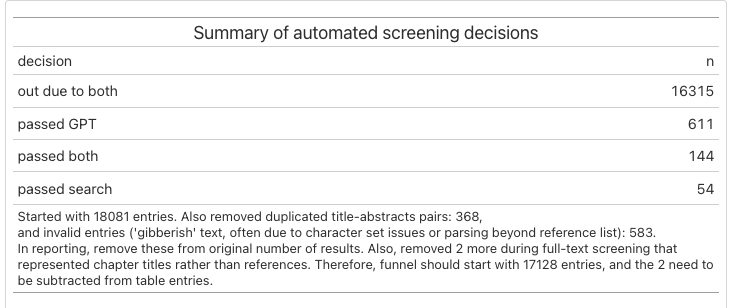 Summary of automated screening decisions
decision n
out due to both 16315
passed GPT 611
passed both 144
passed search 54
Started with 18081 entries. Also removed duplicated title-abstracts pairs: 368,
and invalid entries ('gibberish' text, often due to character set issues or parsing beyond reference list): 583.
In reporting, remove these from original number of results. Also, removed 2 more during full-text screening that
represented chapter titles rather than references. Therefore, funnel should start with 17128 entries, and the 2 need to
be subtracted from table entries.